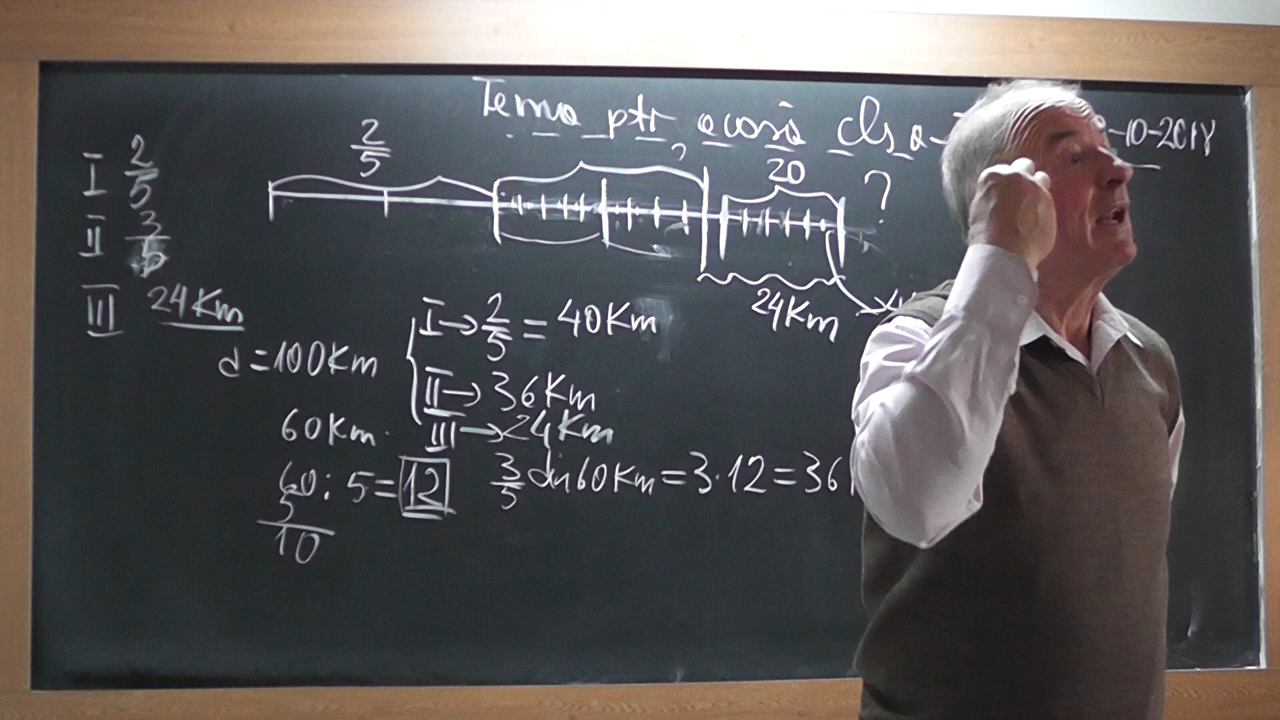 Tema ptr acasă cls a-
-10-2018
I 2/5
II 3/5
III 24Km
2/5
?
20
?
24Km
d=100Km
I→2/5=40Km
II→36Km
III→24Km
60Km
60:5=12
5
10
3/5 din 60Km=3·12=36